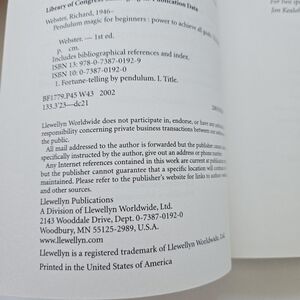 Library of Congress Cataloging-in-Publication Data
Webster, Richard, 1946–
Pendulum magic for beginners : power to achieve all goals
Webster. — 1st ed.
p. cm.
Includes bibliographical references and index.
ISBN 13: 978-0-7387-0192-9
ISBN 10: 0-7387-0192-0
1. Fortune-telling by pendulum. I. Title.
BF1779.P45 W43 2002
133.3'23—dc21
Llewellyn Worldwide does not participate in, endorse, or have any
responsibility concerning private business transactions between our
the public.
All mail addressed to the author is forwarded but the publisher cannot
specifically instructed by the author, give out an address or phone number.
Any Internet references contained in this work are current at publication
but the publisher cannot guarantee that a specific location will
maintained. Please refer to the publisher's website for links to
and other sources.
Llewellyn Publications
A Division of Llewellyn Worldwide, Ltd.
2143 Wooddale Drive, Dept. 0-7387-0192-0
Woodbury, MN 55125-2989, U.S.A.
www.llewellyn.com
Llewellyn is a registered trademark of Llewellyn Worldwide, Ltd.
Printed in the United States of America
For two